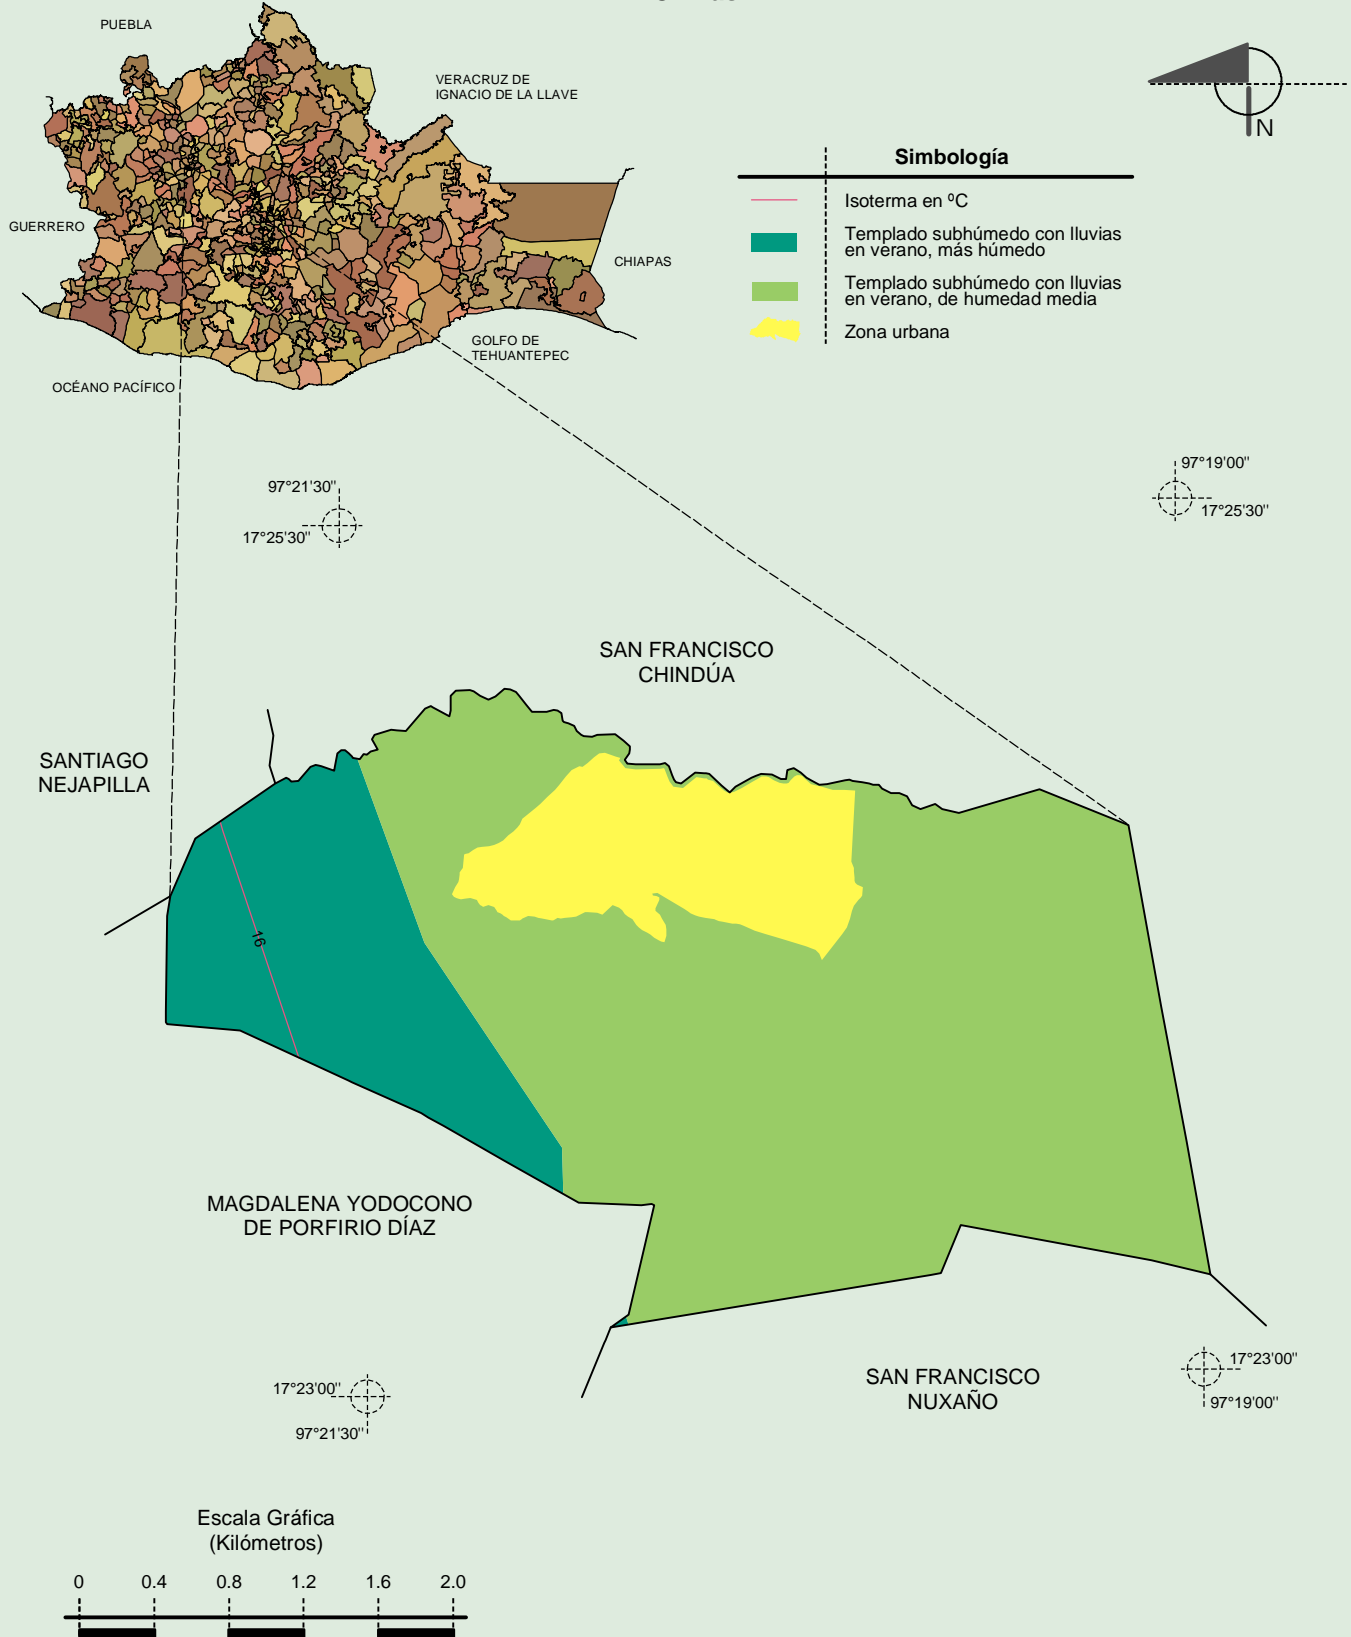 PUEBLA
VERACRUZ DE
IGNACIO DE LA LLAVE
GUERRERO
CHIAPAS
GOLFO DE
TEHUANTEPEC
OCÉANO PACÍFICO
N
Simbología
Isoterma en ºC
Templado subhúmedo con lluvias
en verano, más húmedo
Templado subhúmedo con lluvias
en verano, de humedad media
Zona urbana
97°21'30"
17°25'30"
97°19'00"
17°25'30"
SAN FRANCISCO
CHINDÚA
SANTIAGO
NEJAPILLA
16
MAGDALENA YODOCONO
DE PORFIRIO DÍAZ
SAN FRANCISCO
NUXAÑO
17°23'00"
97°21'30"
17°23'00"
97°19'00"
Escala Gráfica
(Kilómetros)
0 0.4 0.8 1.2 1.6 2.0